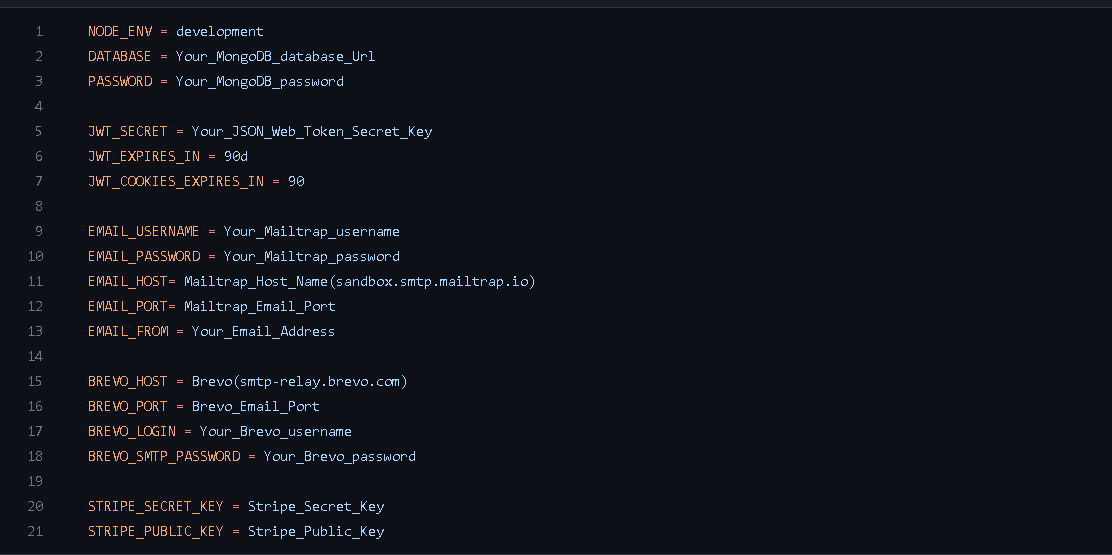 1 NODE_ENV = development
2 DATABASE = Your_MongoDB_database_Url
3 PASSWORD = Your_MongoDB_password
4
5 JWT_SECRET = Your_JSON_Web_Token_Secret_Key
6 JWT_EXPIRES_IN = 90d
7 JWT_COOKIES_EXPIRES_IN = 90
8
9 EMAIL_USERNAME = Your_Mailtrap_username
10 EMAIL_PASSWORD = Your_Mailtrap_password
11 EMAIL_HOST= Mailtrap_Host_Name(sandbox.smtp.mailtrap.io)
12 EMAIL_PORT= Mailtrap_Email_Port
13 EMAIL_FROM = Your_Email_Address
14
15 BREVO_HOST = Brevo(smtp-relay.brevo.com)
16 BREVO_PORT = Brevo_Email_Port
17 BREVO_LOGIN = Your_Brevo_username
18 BREVO_SMTP_PASSWORD = Your_Brevo_password
19
20 STRIPE_SECRET_KEY = Stripe_Secret_Key
21 STRIPE_PUBLIC_KEY = Stripe_Public_Key